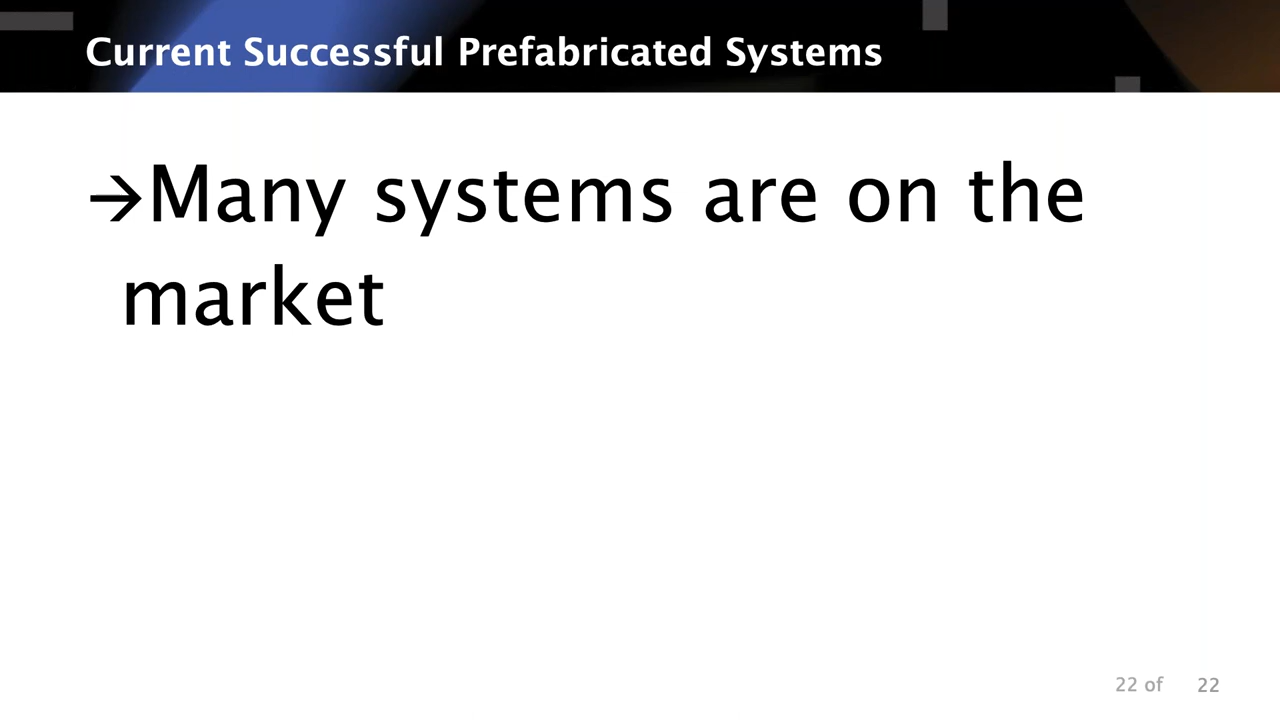 Current Successful Prefabricated Systems
→Many systems are on the
market
22 of 22